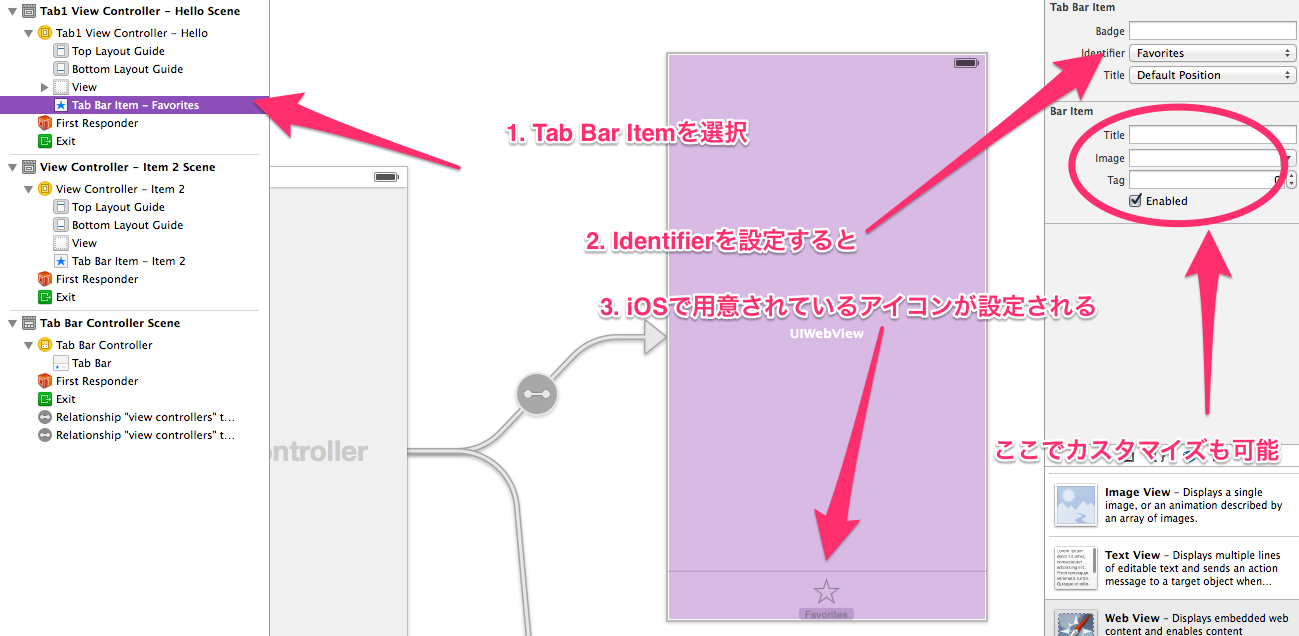 Tab1 View Controller – Hello Scene
Tab1 View Controller – Hello
Top Layout Guide
Bottom Layout Guide
View
Tab Bar Item – Favorites
First Responder
Exit
View Controller – Item 2 Scene
View Controller – Item 2
Top Layout Guide
Bottom Layout Guide
View
Tab Bar Item – Item 2
First Responder
Exit
Tab Bar Controller Scene
Tab Bar Controller
Tab Bar
First Responder
Exit
Relationship "view controllers" t...
Relationship "view controllers" t...
ntroller
1. Tab Bar Itemを選択
2. Identifierを設定すると
3. iOSで用意されているアイコンが設定される
UIWebView
Favorites
Tab Bar Item
Badge
Identifier Favorites
Title Default Position
Bar Item
Title
Image
Tag 0
Enabled
ここでカスタマイズも可能
Image View – Displays a single
image, or an animation described by
an array of images.
Text View – Displays multiple lines
of editable text and sends an action
message to a target object when...
Web View – Displays embedded web
content and enables content